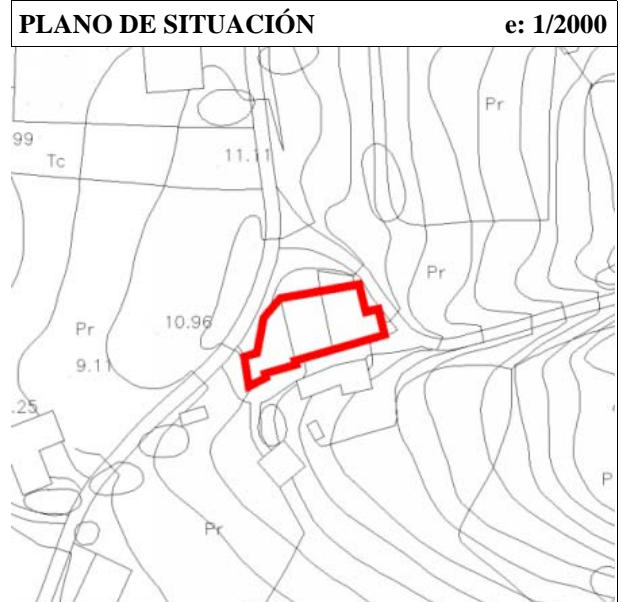 PLANO DE SITUACIÓN e: 1/2000
Pr
99
Tc
11.11
Pr
10.96
Pr
9.11
.25
P
Pr